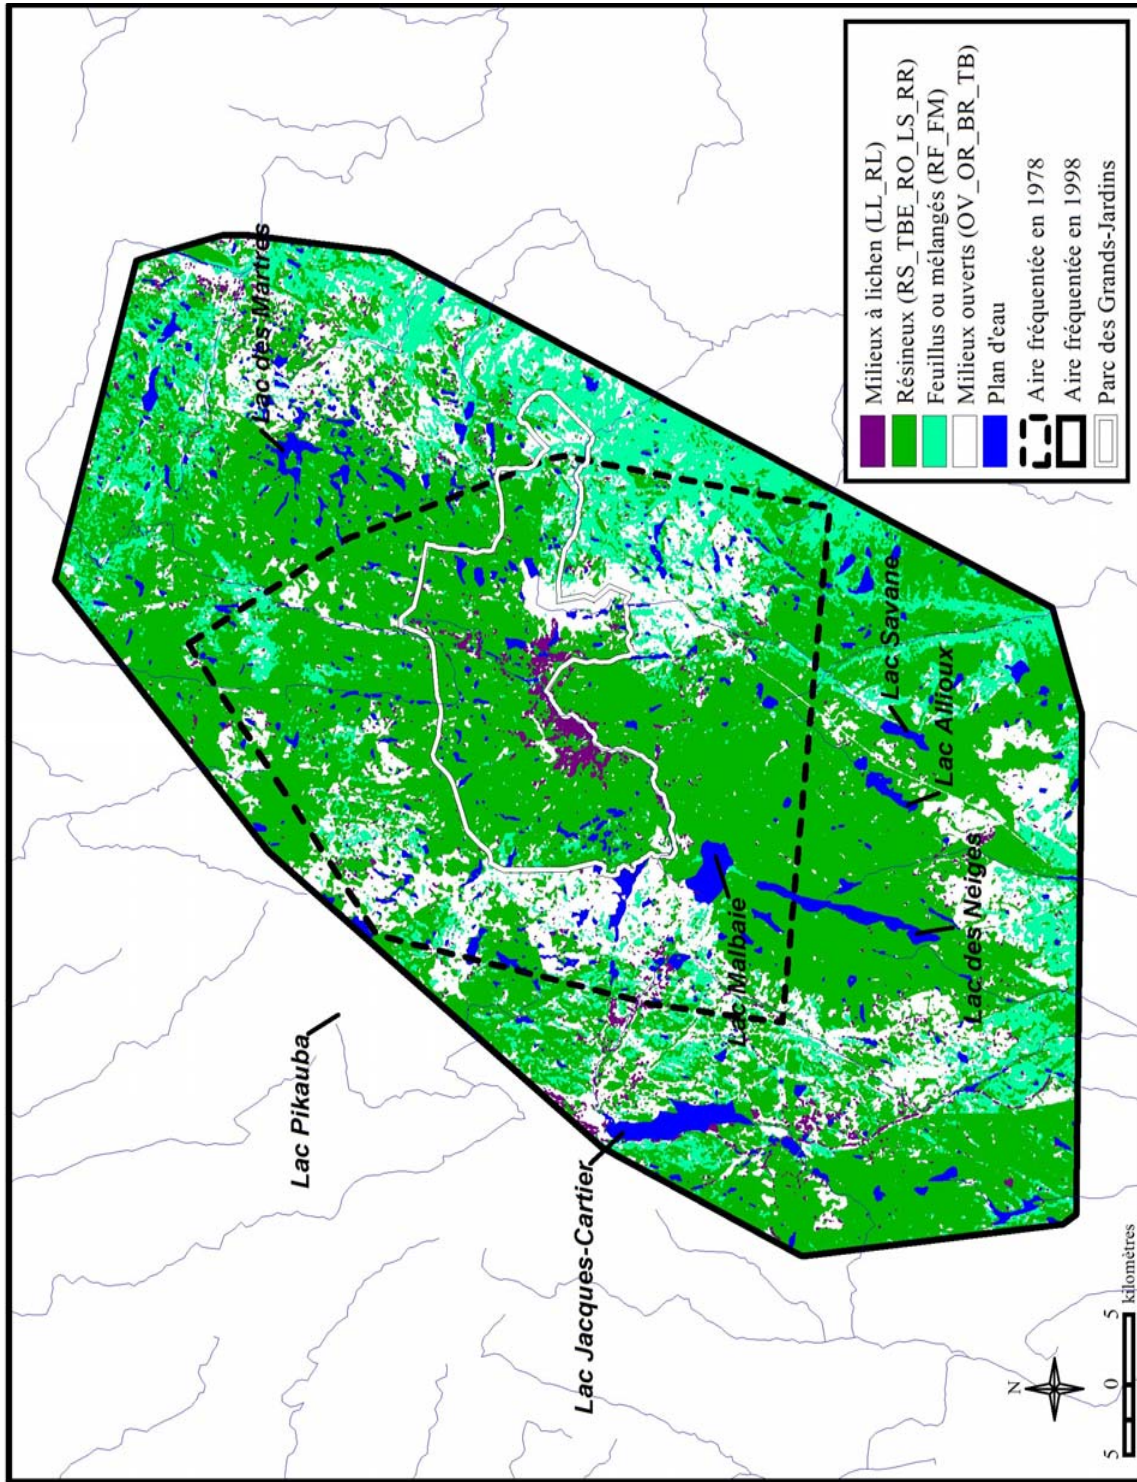 Lac des Martres
Lac Pikauba
Lac Jacques-Cartier
Lac Malbaie
Lac des Neiges
Lac Allioux
Lac Savane
Milieux à lichen (LL_RL)
Résineux (RS_TBE_RO_LS_RR)
Feuillus ou mélangés (RF_FM)
Milieux ouverts (OV_OR_BR_TB)
Plan d'eau
Aire fréquentée en 1978
Aire fréquentée en 1998
Parc des Grands-Jardins
N
5 0 5
kilomètres